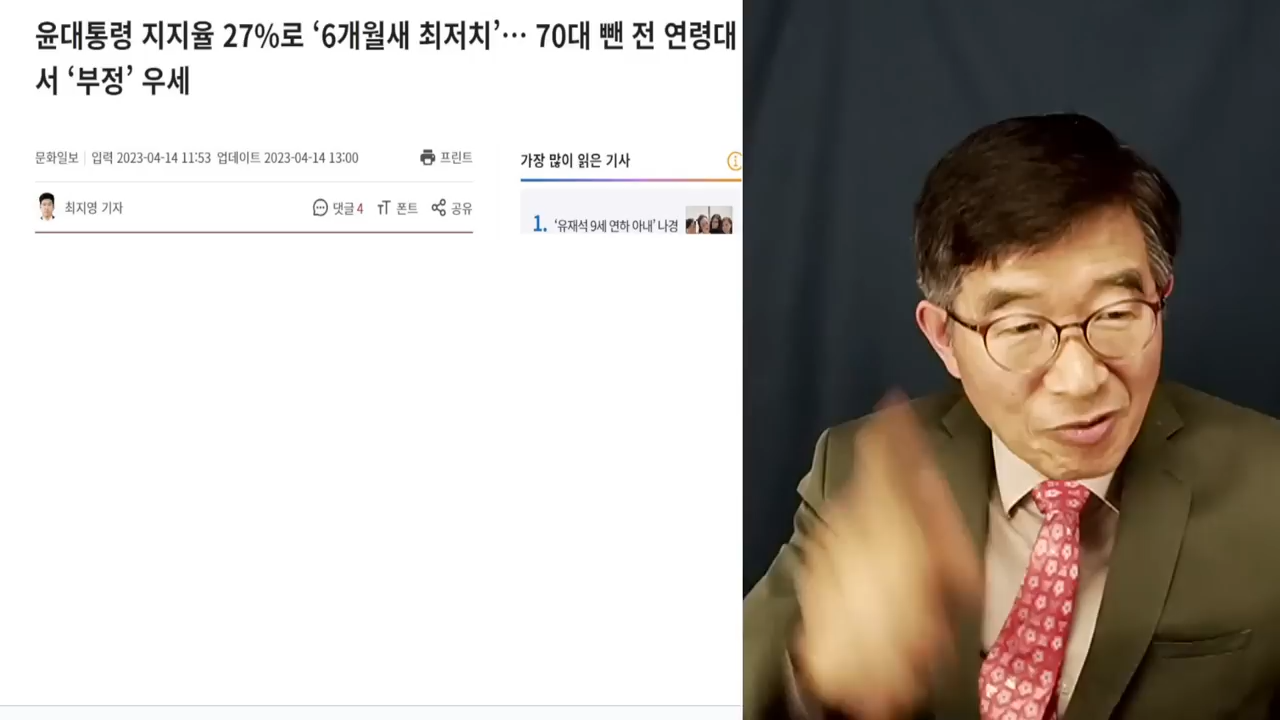 윤대통령 지지율 27%로 ‘6개월새 최저치’… 70대 뺀 전 연령대
서 ‘부정’ 우세
문화일보 입력 2023-04-14 11:53 업데이트 2023-04-14 13:00
프린트
최지영 기자
댓글 4 폰트 공유
가장 많이 읽은 기사
1. ‘유재석 9세 연하 아내’ 나경